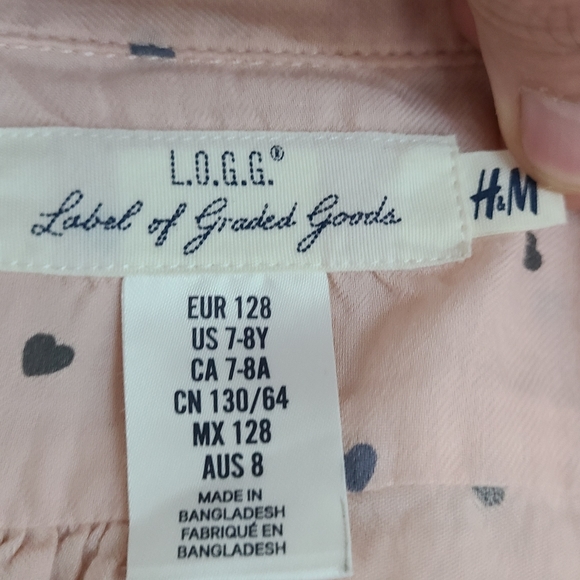 L.O.G.G.®
Label of Graded Goods
H&M
EUR 128
US 7-8Y
CA 7-8A
CN 130/64
MX 128
AUS 8
MADE IN
BANGLADESH
FABRIQUÉ EN
BANGLADESH